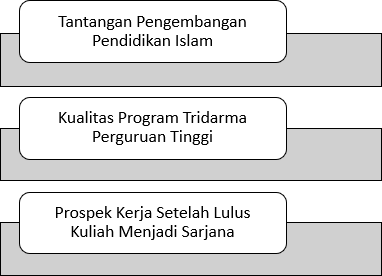 Tantangan Pengembangan
Pendidikan Islam
Kualitas Program Tridarma
Perguruan Tinggi
Prospek Kerja Setelah Lulus
Kuliah Menjadi Sarjana